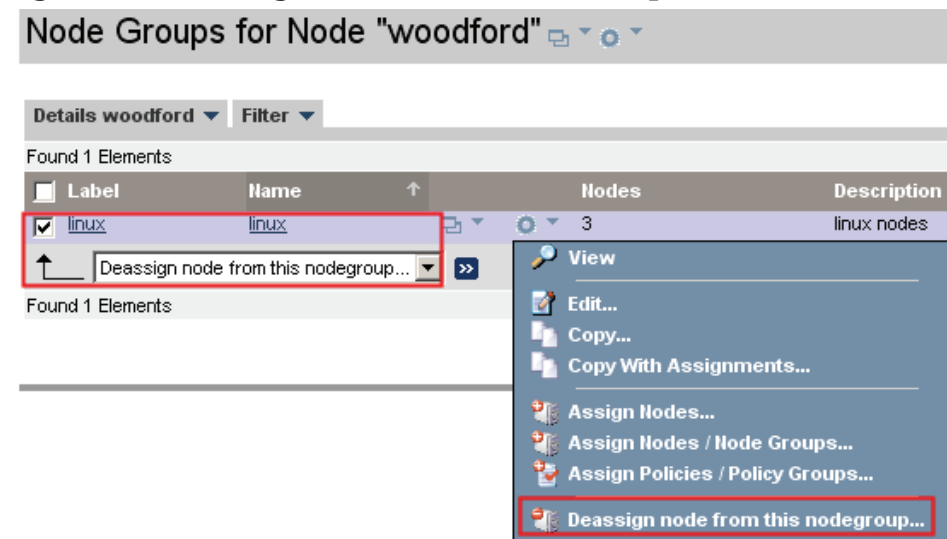 Node Groups for Node "woodford"
Details woodford Filter
Found 1 Elements
Label Name Nodes Description
linux linux 3 linux nodes
Deassign node from this nodegroup...
Found 1 Elements
View
Edit...
Copy...
Copy With Assignments...
Assign Nodes...
Assign Nodes / Node Groups...
Assign Policies / Policy Groups...
Deassign node from this nodegroup...